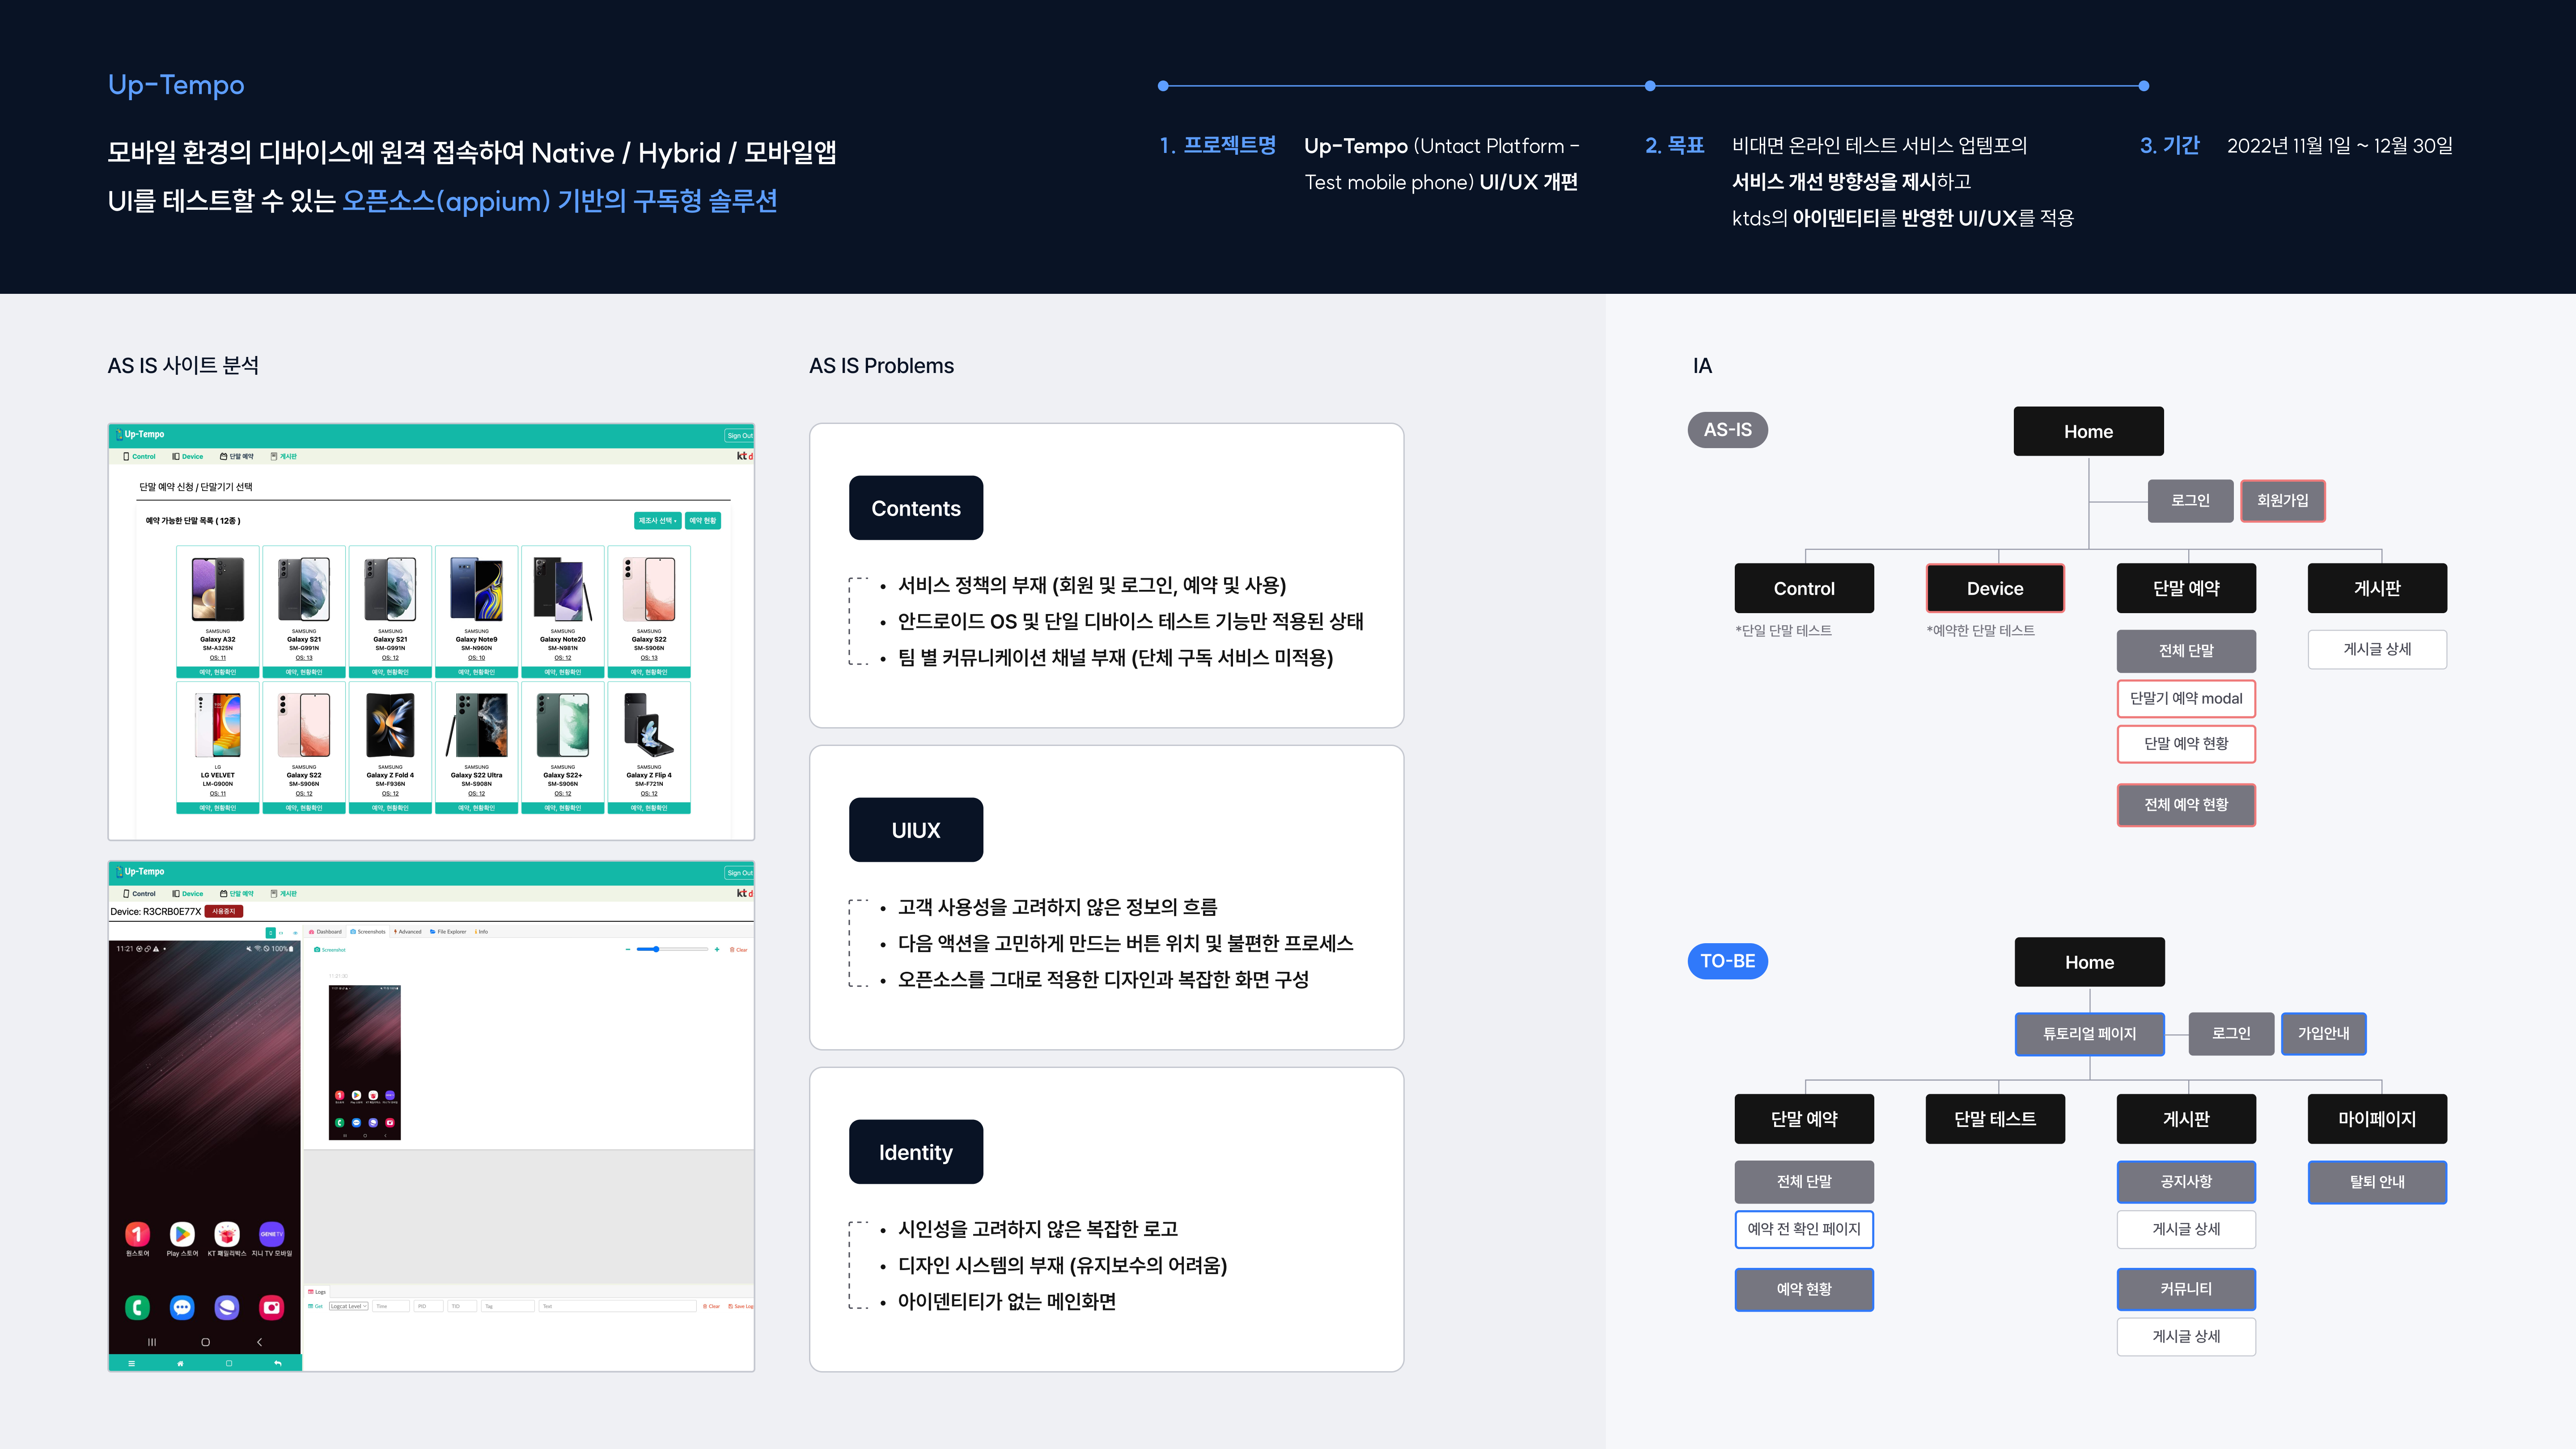 Up-Tempo
모바일 환경의 디바이스에 원격 접속하여 Native / Hybrid / 모바일앱
UI를 테스트할 수 있는 오픈소스(appium) 기반의 구독형 솔루션
1. 프로젝트명
Up-Tempo (Untact Platform -
Test mobile phone) UI/UX 개편
2. 목표
비대면 온라인 테스트 서비스 업템포의
서비스 개선 방향성을 제시하고
ktds의 아이덴티티를 반영한 UI/UX를 적용
3. 기간
2022년 11월 1일 ~ 12월 30일
AS IS 사이트 분석
Up-Tempo
Sign Out
Control
Device
단말 예약
게시판
kt d
단말 예약 신청 / 단말기기 선택
예약 가능한 단말 목록 ( 12종 )
제조사 선택
예약 현황
SAMSUNG
Galaxy A32
SM-A325N
OS: 11
예약, 현황확인
SAMSUNG
Galaxy S21
SM-G991N
OS: 13
예약, 현황확인
SAMSUNG
Galaxy S21
SM-G991N
OS: 12
예약, 현황확인
SAMSUNG
Galaxy Note9
SM-N960N
OS: 10
예약, 현황확인
SAMSUNG
Galaxy Note20
SM-N981N
OS: 12
예약, 현황확인
SAMSUNG
Galaxy S22
SM-S906N
OS: 13
예약, 현황확인
LG
LG VELVET
LM-G900N
OS: 11
예약, 현황확인
SAMSUNG
Galaxy S22
SM-S906N
OS: 12
예약, 현황확인
SAMSUNG
Galaxy Z Fold 4
SM-F936N
OS: 12
예약, 현황확인
SAMSUNG
Galaxy S22 Ultra
SM-S908N
OS: 12
예약, 현황확인
SAMSUNG
Galaxy S22+
SM-S906N
OS: 12
예약, 현황확인
SAMSUNG
Galaxy Z Flip 4
SM-F721N
OS: 12
예약, 현황확인
Up-Tempo
Sign Out
Control
Device
단말 예약
게시판
kt d
Device: R3CRB0E77X
사용중지
Dashboard
Screenshots
Advanced
File Explorer
Info
11:21
100%
Screenshot
Clear
원스토어
Play 스토어
KT 패밀리박스
지니 TV 모바일
GENIE TV
Logs
Get
Logcat Level
Time
PID
TID
Tag
Text
Clear
Save Log
AS IS Problems
Contents
• 서비스 정책의 부재 (회원 및 로그인, 예약 및 사용)
• 안드로이드 OS 및 단일 디바이스 테스트 기능만 적용된 상태
• 팀 별 커뮤니케이션 채널 부재 (단체 구독 서비스 미적용)
UIUX
• 고객 사용성을 고려하지 않은 정보의 흐름
• 다음 액션을 고민하게 만드는 버튼 위치 및 불편한 프로세스
• 오픈소스를 그대로 적용한 디자인과 복잡한 화면 구성
Identity
• 시인성을 고려하지 않은 복잡한 로고
• 디자인 시스템의 부재 (유지보수의 어려움)
• 아이덴티티가 없는 메인화면
IA
AS-IS
Home
로그인
회원가입
Control
*단일 단말 테스트
Device
*예약한 단말 테스트
단말 예약
전체 단말
단말기 예약 modal
단말 예약 현황
전체 예약 현황
게시판
게시글 상세
TO-BE
Home
튜토리얼 페이지
로그인
가입안내
단말 예약
전체 단말
예약 전 확인 페이지
예약 현황
단말 테스트
게시판
공지사항
게시글 상세
커뮤니티
게시글 상세
마이페이지
탈퇴 안내